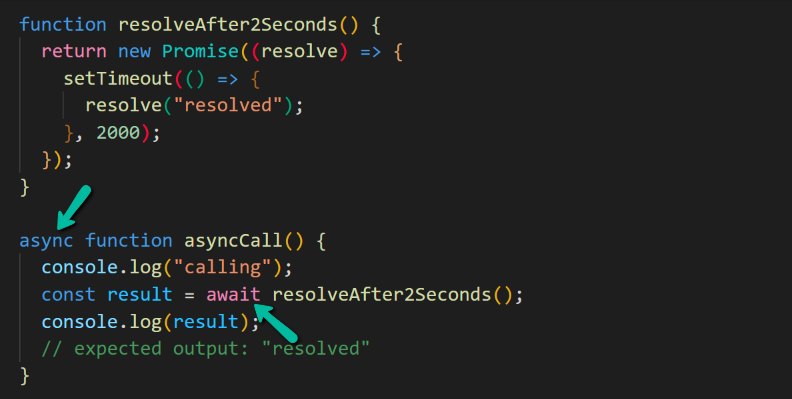 function resolveAfter2Seconds() {
  return new Promise((resolve) => {
    setTimeout(() => {
      resolve("resolved");
    }, 2000);
  });
}

async function asyncCall() {
  console.log("calling");
  const result = await resolveAfter2Seconds();
  console.log(result);
  // expected output: "resolved"
}